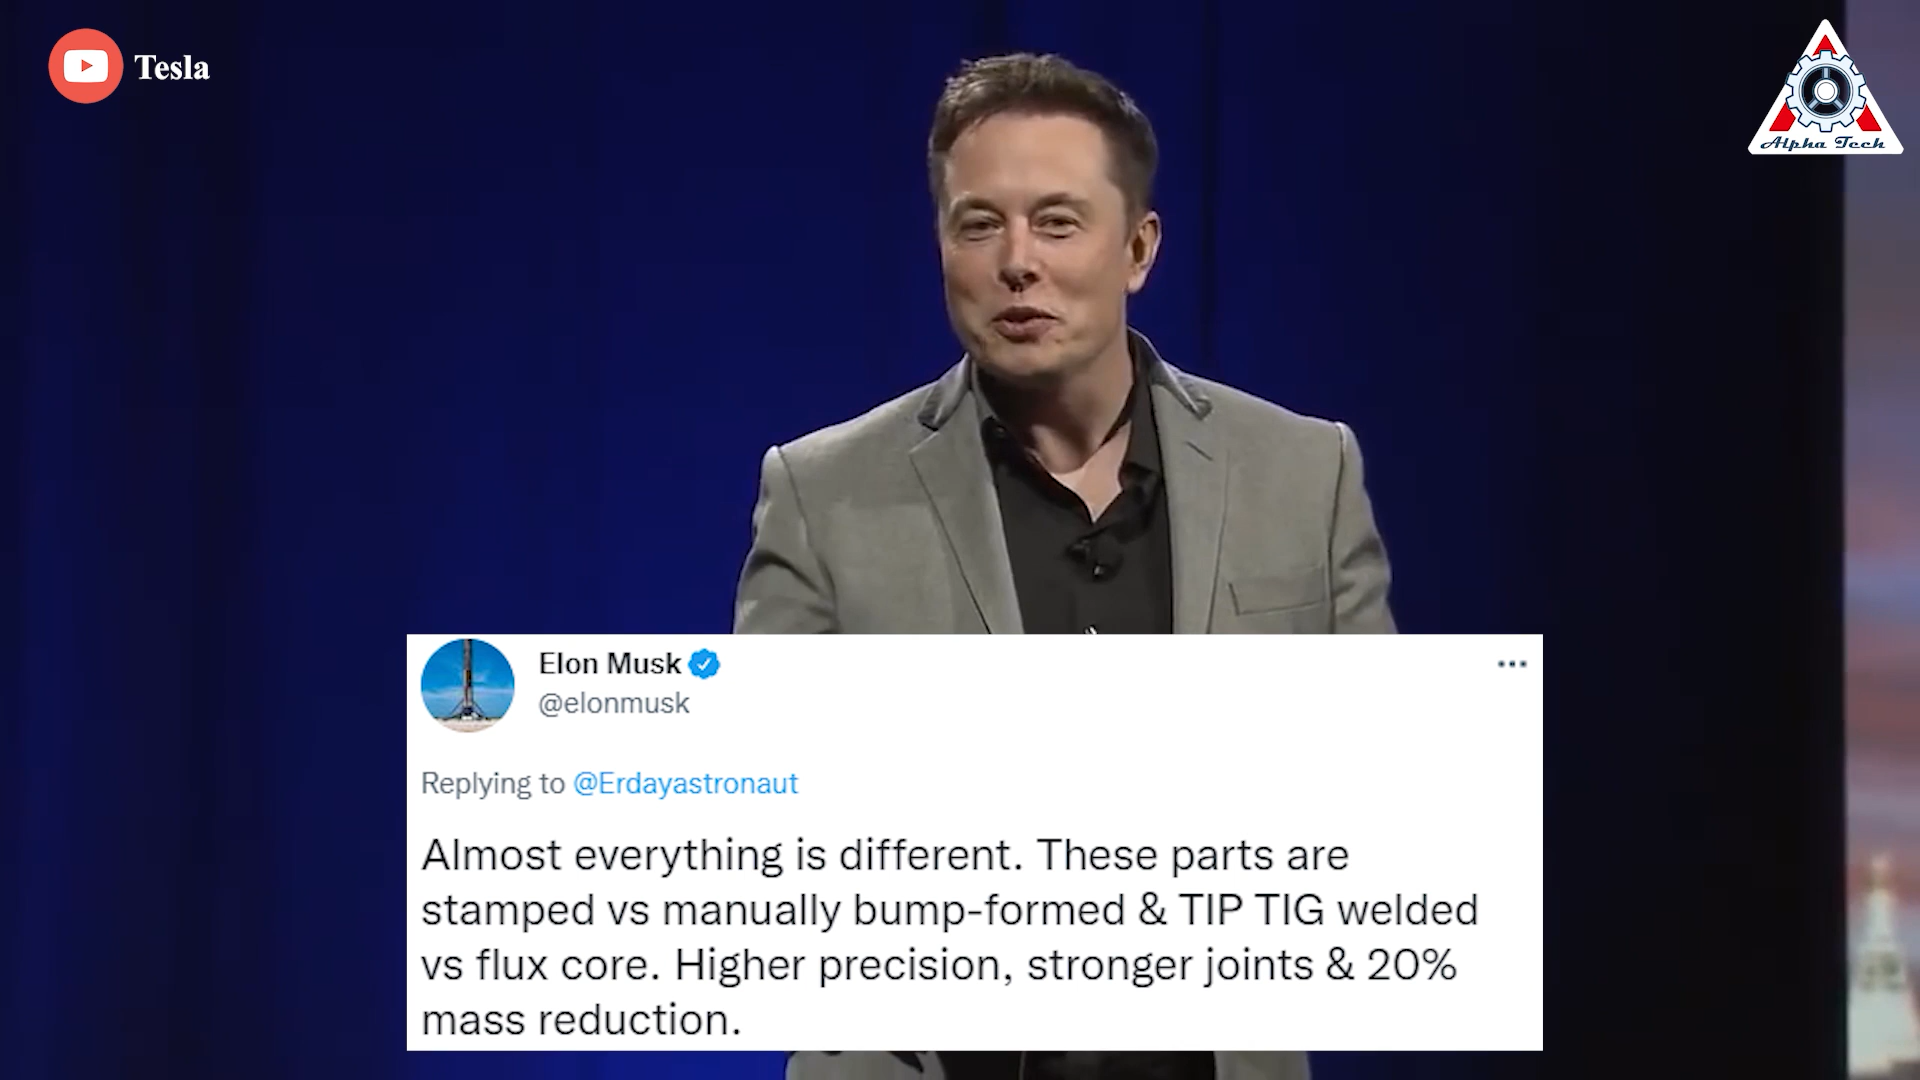 Tesla
Alpha Tech
Elon Musk
@elonmusk
Replying to @Erdayastronaut
Almost everything is different. These parts are
stamped vs manually bump-formed & TIP TIG welded
vs flux core. Higher precision, stronger joints & 20%
mass reduction.